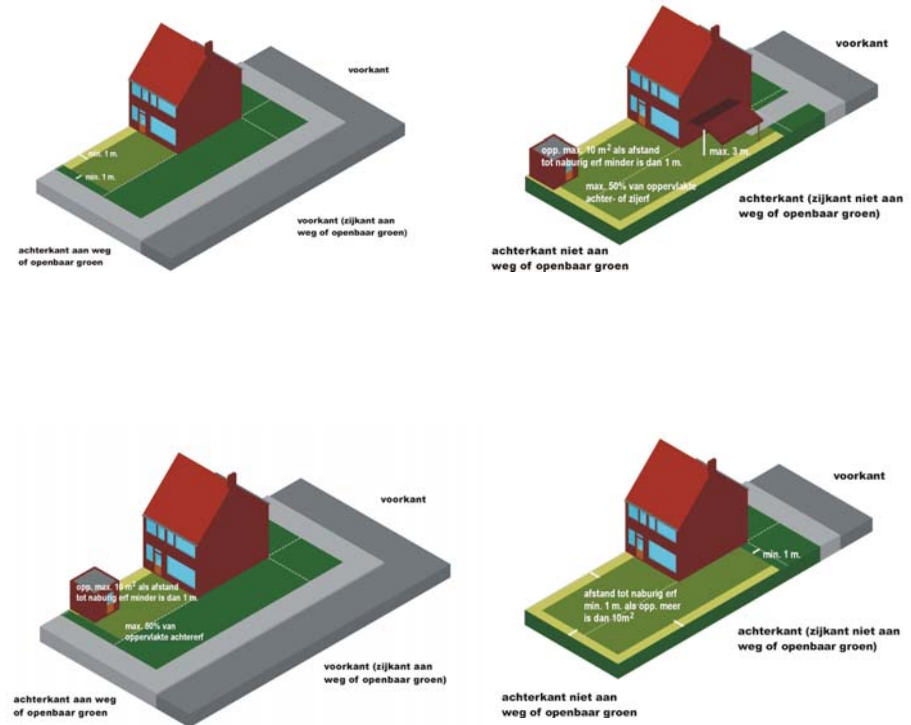 voorkant
min. 1 m.
min. 1 m.
voorkant (zijkant aan
weg of openbaar groen)
achterkant aan weg
of openbaar groen
voorkant
opp. max. 10 m² als afstand
tot naburig erf minder is dan 1 m.
max. 3 m.
max. 50% van oppervlakte
achter- of zijerf
achterkant (zijkant niet aan
weg of openbaar groen)
achterkant niet aan
weg of openbaar groen
voorkant
opp. max. 10 m² als afstand
tot naburig erf minder is dan 1 m.
max. 50% van
oppervlakte achtererf
voorkant (zijkant aan
weg of openbaar groen)
achterkant aan weg
of openbaar groen
voorkant
min. 1 m.
afstand tot naburig erf
min. 1 m. als opp. meer
is dan 10m²
achterkant (zijkant niet aan
weg of openbaar groen)
achterkant niet aan
weg of openbaar groen